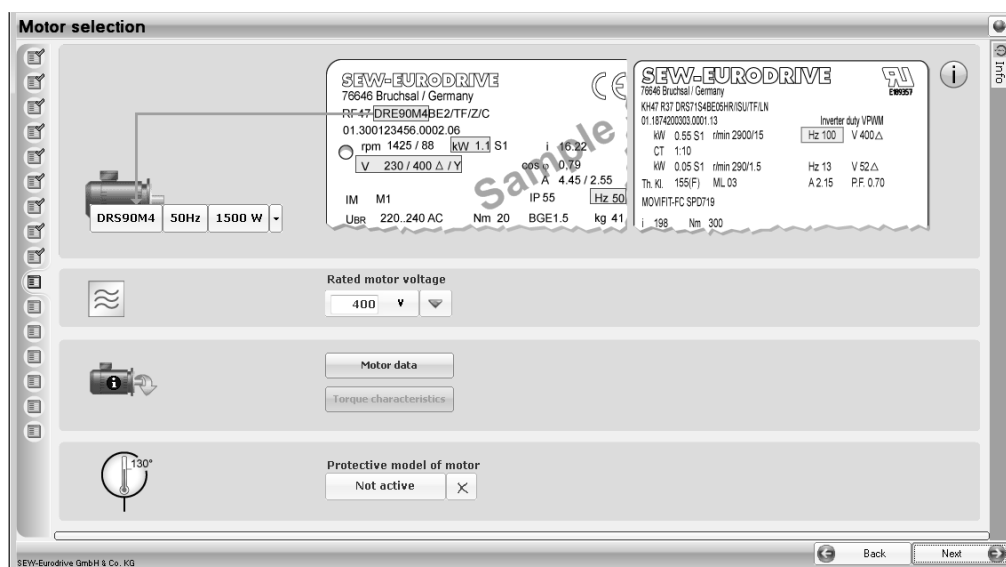 Motor selection
Info
SEW-EURODRIVE
76646 Bruchsal / Germany
RF47 DRE90M4BE2/TF/Z/C
01.300123456.0002.06
rpm 1425 / 88 kW 1.1 S1 i 16.22
V 230 / 400 Δ / Y cos φ 0.79
A 4.45 / 2.55
IM M1 IP 55 Hz 50
UBR 220..240 AC Nm 20 BGE1.5 kg 41
Sample
SEW-EURODRIVE
76646 Bruchsal / Germany
E189357
KH47 R37 DRS71S4BE05HR/ISU/TF/LN
01.1874200303.0001.13 Inverter duty VPWM
kW 0.55 S1 r/min 2900/15 Hz 100 V 400 Δ
CT 1:10
kW 0.05 S1 r/min 290/1.5 Hz 13 V 52 Δ
Th. Kl. 155(F) ML 03 A 2.15 P.F. 0.70
MOVIFIT-FC SPD719
i 198 Nm 300
i
DRS90M4 50Hz 1500 W
Rated motor voltage
400 V
Motor data
Torque characteristics
130°
Protective model of motor
Not active
SEW-Eurodrive GmbH & Co. KG
Back Next